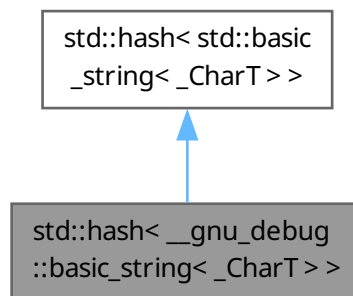 std::hash< std::basic
_string< _CharT > >
std::hash< __gnu_debug
::basic_string< _CharT > >